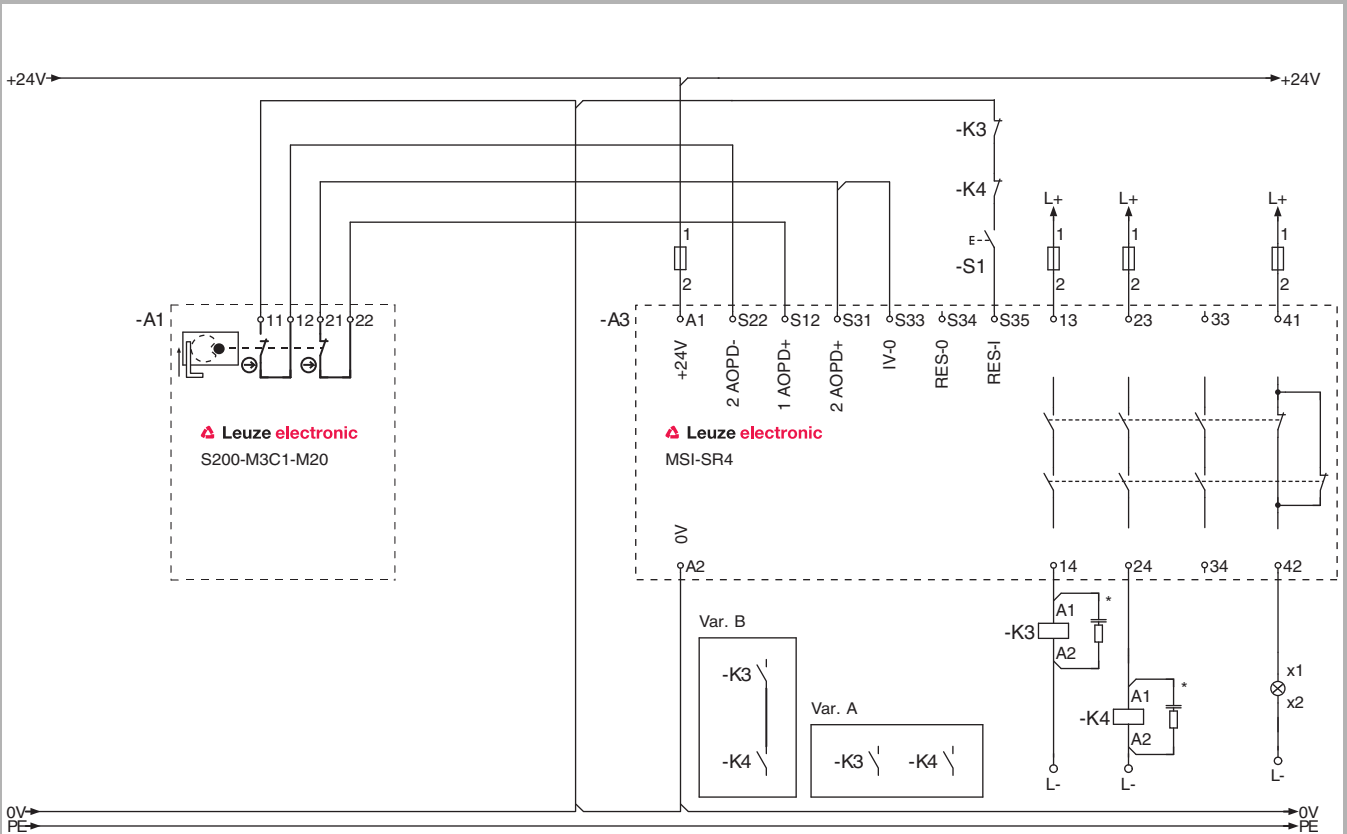 +24V
+24V
-K3
-K4
E
-S1
L+
L+
L+
1
2
1
2
1
2
1
2
-A1
11
12
21
22
-A3
A1
S22
S12
S31
S33
S34
S35
13
23
33
41
+24V
2 AOPD-
1 AOPD+
2 AOPD+
IV-0
RES-0
RES-I
Leuze electronic
S200-M3C1-M20
Leuze electronic
MSI-SR4
0V
A2
14
24
34
42
Var. B
-K3
-K4
Var. A
-K3
-K4
-K3
A1
A2
*
-K4
A1
A2
*
x1
x2
L-
L-
L-
0V
0V
PE
PE